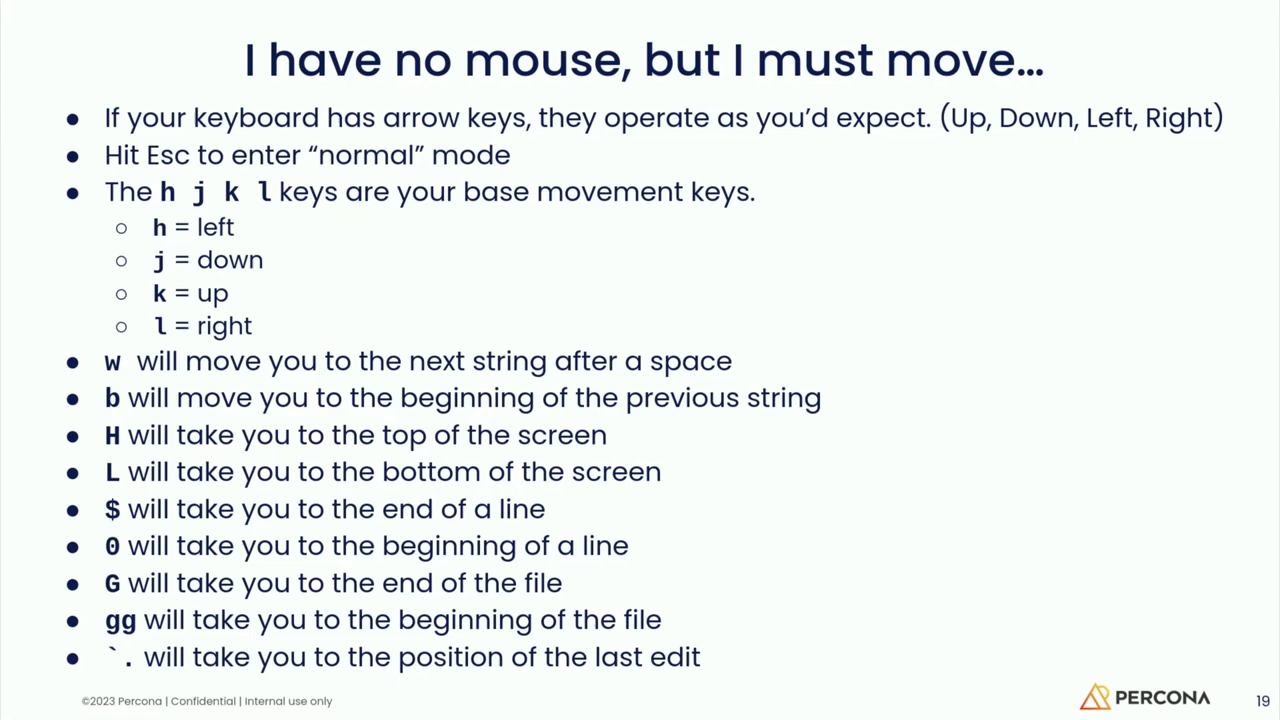 I have no mouse, but I must move…
● If your keyboard has arrow keys, they operate as you’d expect. (Up, Down, Left, Right)
● Hit Esc to enter “normal” mode
● The h j k l keys are your base movement keys.
○ h = left
○ j = down
○ k = up
○ l = right
● w will move you to the next string after a space
● b will move you to the beginning of the previous string
● H will take you to the top of the screen
● L will take you to the bottom of the screen
● $ will take you to the end of a line
● 0 will take you to the beginning of a line
● G will take you to the end of the file
● gg will take you to the beginning of the file
● `. will take you to the position of the last edit
©2023 Percona | Confidential | Internal use only
PERCONA
19